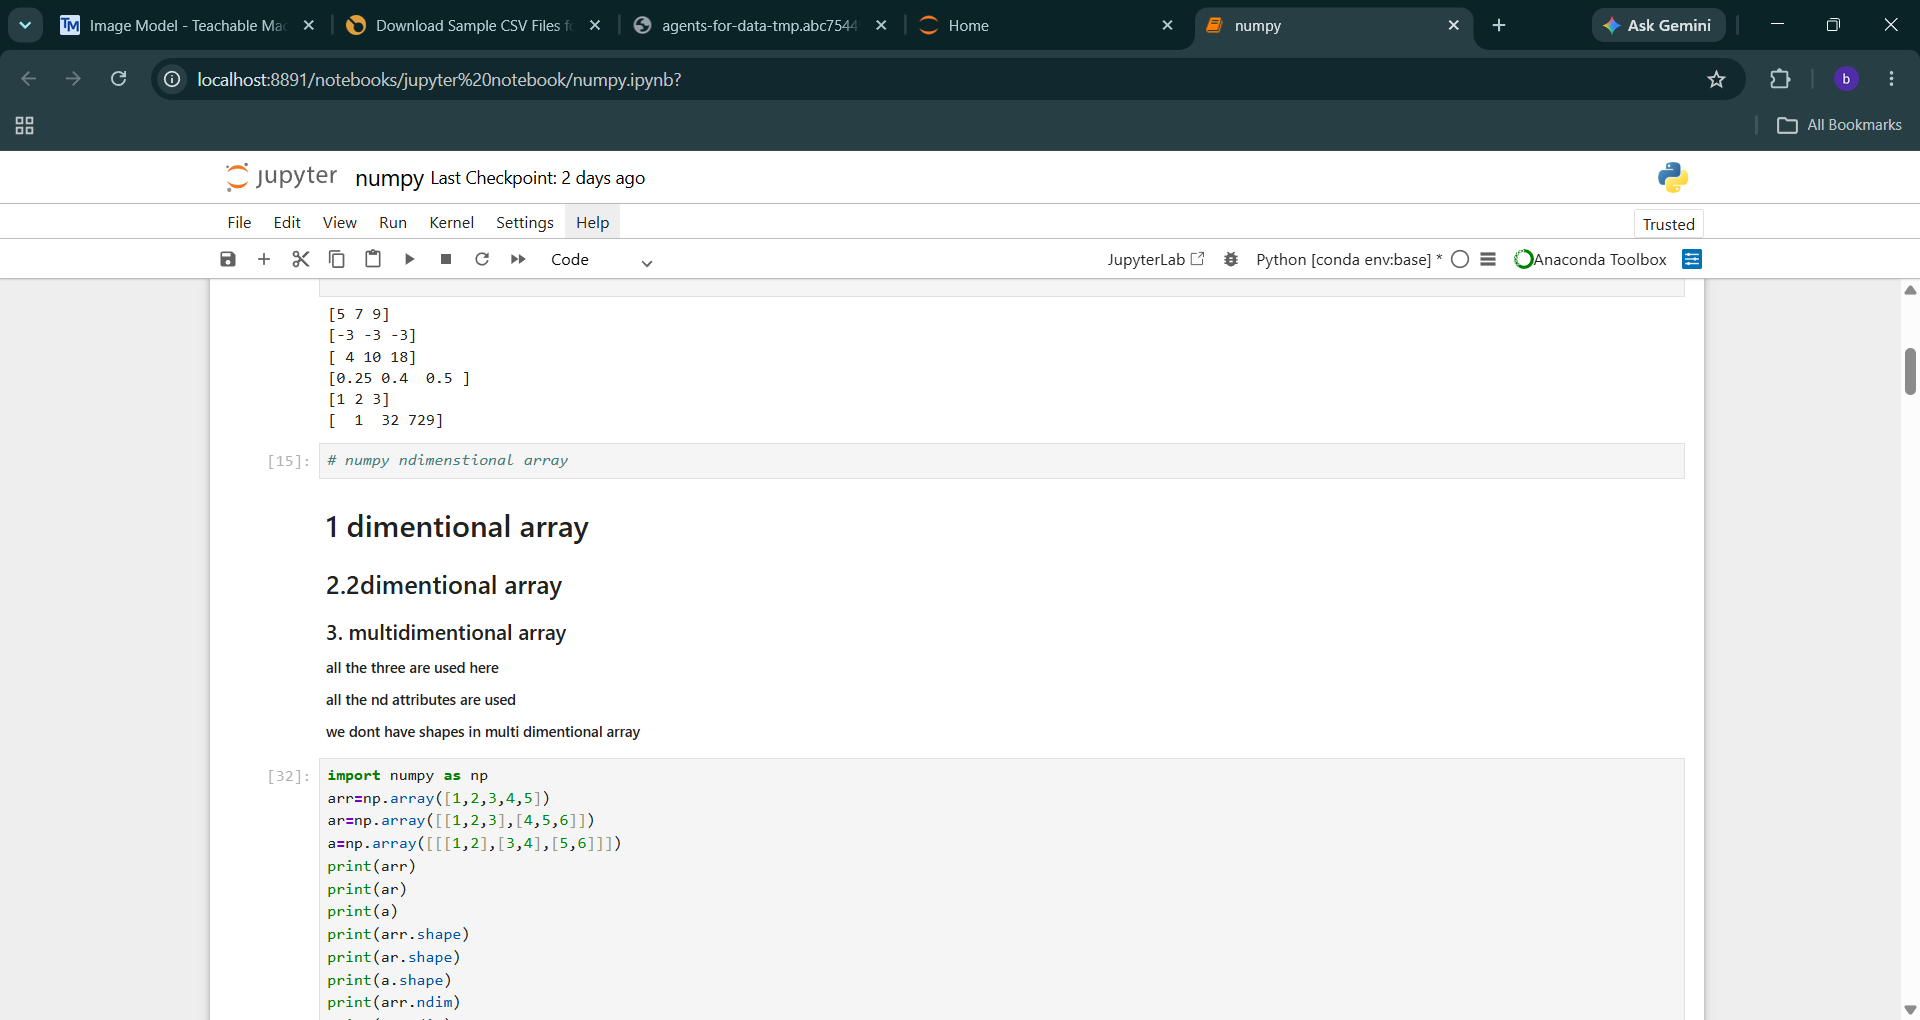 Image Model - Teachable Ma
Download Sample CSV Files f
agents-for-data-tmp.abc7544
Home
numpy
Ask Gemini
localhost:8891/notebooks/jupyter%20notebook/numpy.ipynb?
b
All Bookmarks
jupyter numpy Last Checkpoint: 2 days ago
File Edit View Run Kernel Settings Help
Trusted
Code
JupyterLab
Python [conda env:base] *
Anaconda Toolbox
[5 7 9]
[-3 -3 -3]
[ 4 10 18]
[0.25 0.4  0.5 ]
[1 2 3]
[  1  32 729]
[15]: # numpy ndimenstional array
1 dimentional array
2.2dimentional array
3. multidimentional array
all the three are used here
all the nd attributes are used
we dont have shapes in multi dimentional array
[32]: import numpy as np
arr=np.array([1,2,3,4,5])
ar=np.array([[1,2,3],[4,5,6]])
a=np.array([[[1,2],[3,4],[5,6]]])
print(arr)
print(ar)
print(a)
print(arr.shape)
print(ar.shape)
print(a.shape)
print(arr.ndim)